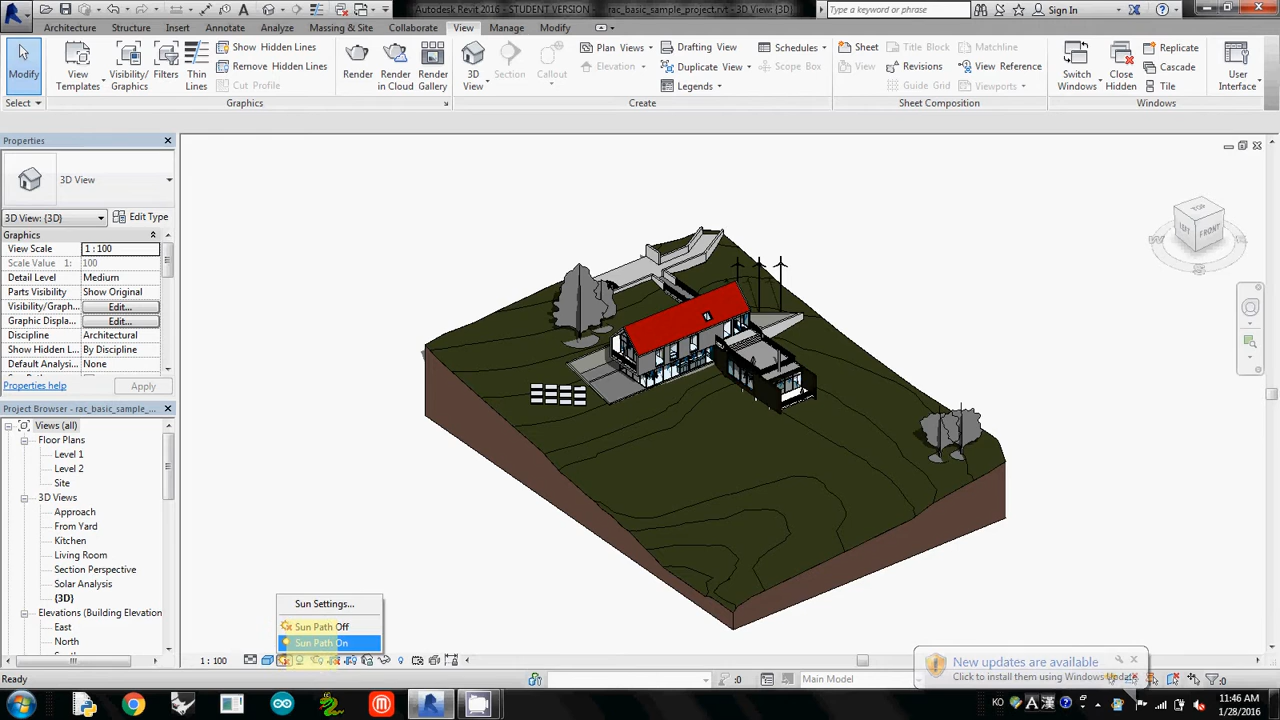 Autodesk Revit 2016 - STUDENT VERSION - rac_basic_sample_project.rvt - 3D View: {3D}
Type a keyword or phrase
Sign In
Architecture Structure Insert Annotate Analyze Massing & Site Collaborate View Manage Modify
Modify
View Templates
Visibility/ Graphics
Filters
Thin Lines
Show Hidden Lines
Remove Hidden Lines
Cut Profile
Render
Render in Cloud
Render Gallery
3D View
Section
Callout
Plan Views
Elevation
Drafting View
Duplicate View
Legends
Schedules
Scope Box
Sheet
View
Title Block
Revisions
Guide Grid
Matchline
View Reference
Viewports
Switch Windows
Close Hidden
Replicate
Cascade
Tile
User Interface
Select Graphics Create Sheet Composition Windows
Properties
3D View
3D View: {3D} Edit Type
Graphics
View Scale 1 : 100
Scale Value 1: 100
Detail Level Medium
Parts Visibility Show Original
Visibility/Graph... Edit...
Graphic Displa... Edit...
Discipline Architectural
Show Hidden L... By Discipline
Default Analysi... None
Properties help Apply
Project Browser - rac_basic_sample_...
Views (all)
Floor Plans
Level 1
Level 2
Site
3D Views
Approach
From Yard
Kitchen
Living Room
Section Perspective
Solar Analysis
{3D}
Elevations (Building Elevation
East
North
TOP
LEFT FRONT
Sun Settings...
Sun Path Off
Sun Path On
1 : 100
Ready
:0
Main Model
:0
New updates are available
Click to install them using Windows Update.
KO A 漢
11:46 AM
1/28/2016